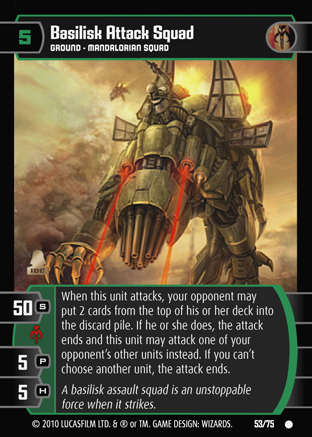 5
Basilisk Attack Squad
GROUND - MANDALORIAN SQUAD
50 S
5 P
5 H
When this unit attacks, your opponent may
put 2 cards from the top of his or her deck into
the discard pile. If he or she does, the attack
ends and this unit may attack one of your
opponent's other units instead. If you can't
choose another unit, the attack ends.
A basilisk assault squad is an unstoppable
force when it strikes.
© 2010 LUCASFILM LTD. & ® or TM. GAME DESIGN: WIZARDS.
53/75